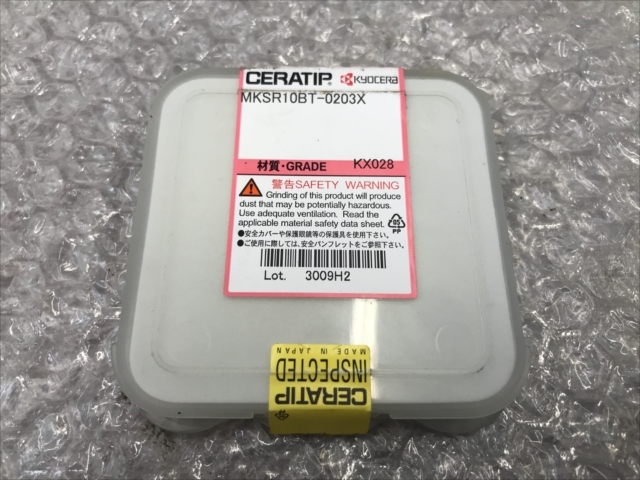 CERATIP KYOCERA
MKSR10BT-0203X
材質・GRADE KX028
警告SAFETY WARNING
Grinding of this product will produce
dust that may be potentially hazardous.
Use adequate ventilation. Read the
applicable material safety data sheet.
05
PP
●安全カバーや保護眼鏡等の保護具を使用下さい。
●ご使用に際しては、安全パンフレットをご参照下さい。
Lot. 3009H2
CERATIP
INSPECTED
MADE IN JAPAN